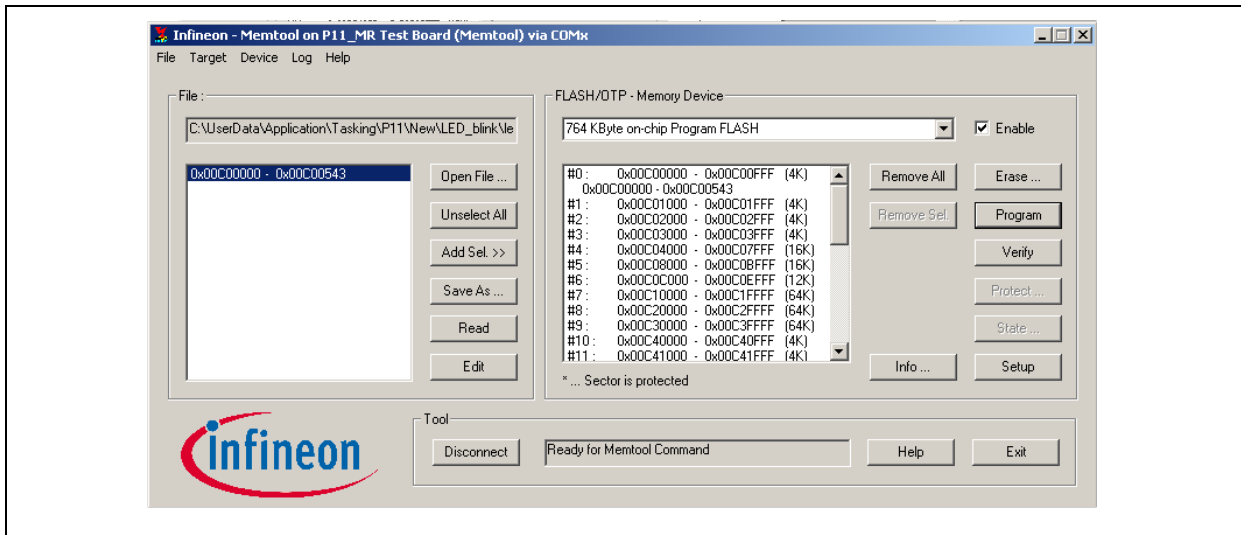 Infineon - Memtool on P11_MR Test Board (Memtool) via COMx
File Target Device Log Help
File :
C:\UserData\Application\Tasking\P11\New\LED_blink\le
0x00C00000 - 0x00C00543
Open File ...
Unselect All
Add Sel. >>
Save As ...
Read
Edit
FLASH/OTP - Memory Device
764 KByte on-chip Program FLASH
Enable
#0 : 0x00C00000 - 0x00C00FFF (4K)
0x00C00000 - 0x00C00543
#1 : 0x00C01000 - 0x00C01FFF (4K)
#2 : 0x00C02000 - 0x00C02FFF (4K)
#3 : 0x00C03000 - 0x00C03FFF (4K)
#4 : 0x00C04000 - 0x00C07FFF (16K)
#5 : 0x00C08000 - 0x00C0BFFF (16K)
#6 : 0x00C0C000 - 0x00C0EFFF (12K)
#7 : 0x00C10000 - 0x00C1FFFF (64K)
#8 : 0x00C20000 - 0x00C2FFFF (64K)
#9 : 0x00C30000 - 0x00C3FFFF (64K)
#10 : 0x00C40000 - 0x00C40FFF (4K)
#11 : 0x00C41000 - 0x00C41FFF (4K)
* ... Sector is protected
Remove All
Remove Sel.
Info ...
Erase ...
Program
Verify
Protect ...
State ...
Setup
infineon
Tool
Disconnect
Ready for Memtool Command
Help
Exit